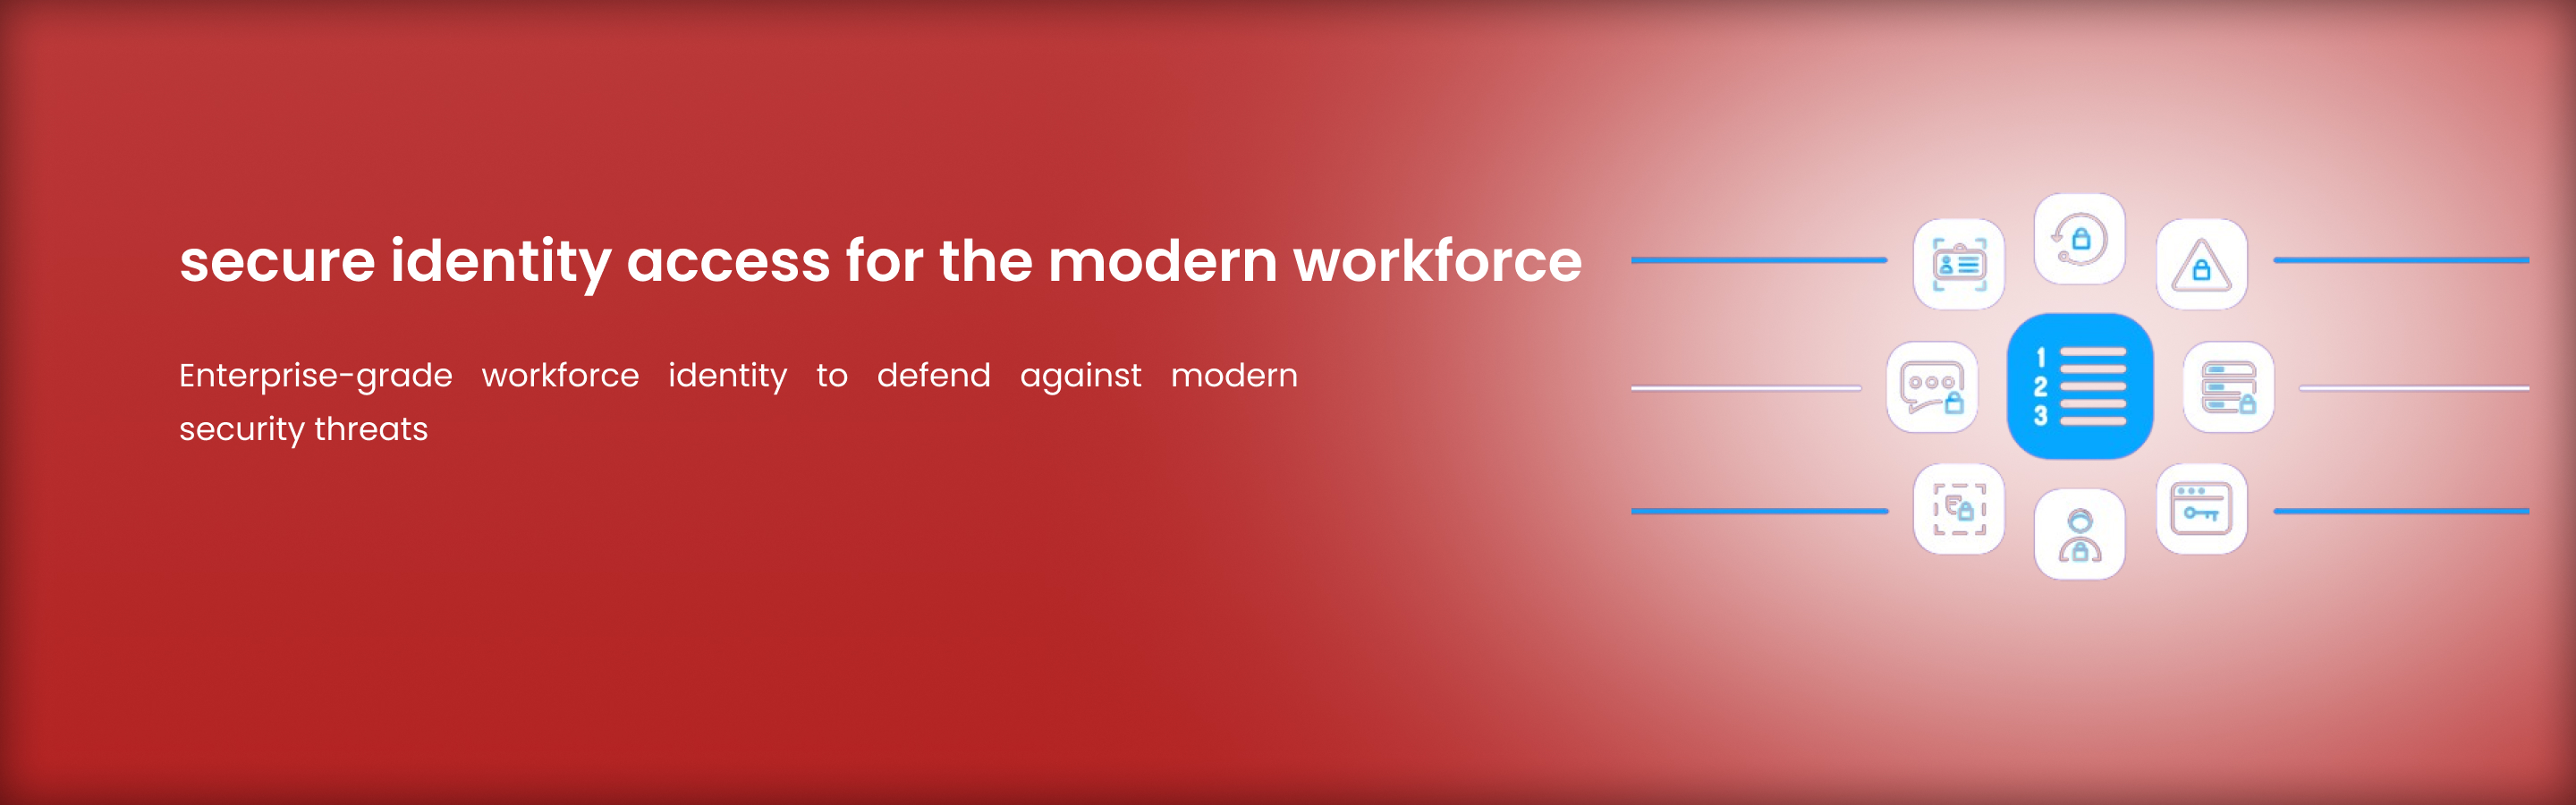 secure identity access for the modern workforce
Enterprise-grade workforce identity to defend against modern
security threats
1
2
3